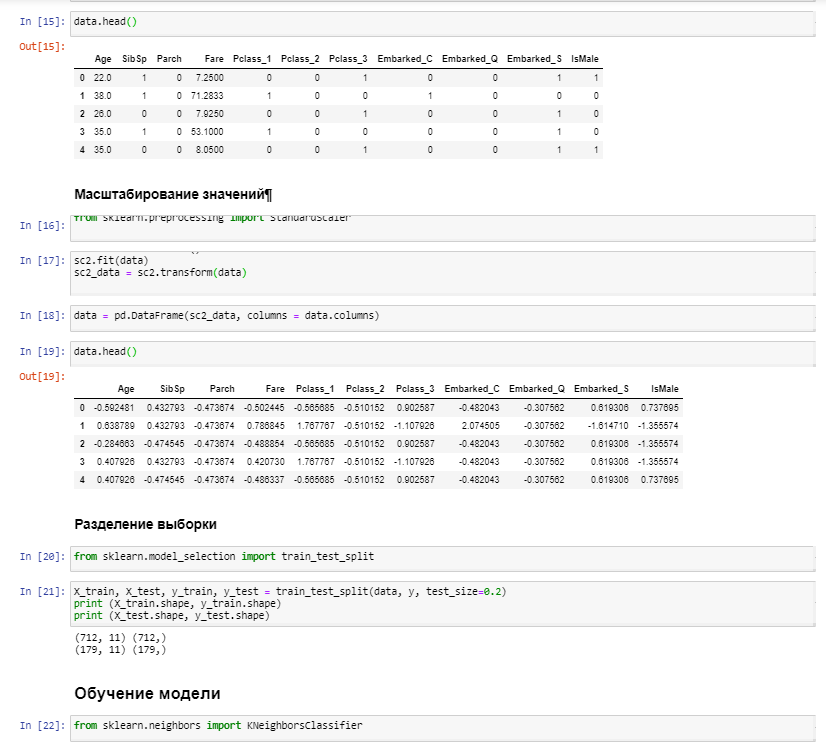 In [15]: data.head()
Out[15]:
Age SibSp Parch Fare Pclass_1 Pclass_2 Pclass_3 Embarked_C Embarked_Q Embarked_S IsMale
0 22.0 1 0 7.2500 0 0 1 0 0 1 1
1 38.0 1 0 71.2833 1 0 0 1 0 0 0
2 26.0 0 0 7.9250 0 0 1 0 0 1 0
3 35.0 1 0 53.1000 1 0 0 0 0 1 0
4 35.0 0 0 8.0500 0 0 1 0 0 1 1
Масштабирование значений¶
In [16]: from sklearn.preprocessing import StandardScaler
In [17]: sc2.fit(data)
sc2_data = sc2.transform(data)
In [18]: data = pd.DataFrame(sc2_data, columns = data.columns)
In [19]: data.head()
Out[19]:
Age SibSp Parch Fare Pclass_1 Pclass_2 Pclass_3 Embarked_C Embarked_Q Embarked_S IsMale
0 -0.592481 0.432793 -0.473674 -0.502445 -0.565685 -0.510152 0.902587 -0.482043 -0.307562 0.619306 0.737695
1 0.638789 0.432793 -0.473674 0.786845 1.767767 -0.510152 -1.107926 2.074505 -0.307562 -1.614710 -1.355574
2 -0.284663 -0.474545 -0.473674 -0.488854 -0.565685 -0.510152 0.902587 -0.482043 -0.307562 0.619306 -1.355574
3 0.407926 0.432793 -0.473674 0.420730 1.767767 -0.510152 -1.107926 -0.482043 -0.307562 0.619306 -1.355574
4 0.407926 -0.474545 -0.473674 -0.486337 -0.565685 -0.510152 0.902587 -0.482043 -0.307562 0.619306 0.737695
Разделение выборки
In [20]: from sklearn.model_selection import train_test_split
In [21]: X_train, X_test, y_train, y_test = train_test_split(data, y, test_size=0.2)
print (X_train.shape, y_train.shape)
print (X_test.shape, y_test.shape)
(712, 11) (712,)
(179, 11) (179,)
Обучение модели
In [22]: from sklearn.neighbors import KNeighborsClassifier